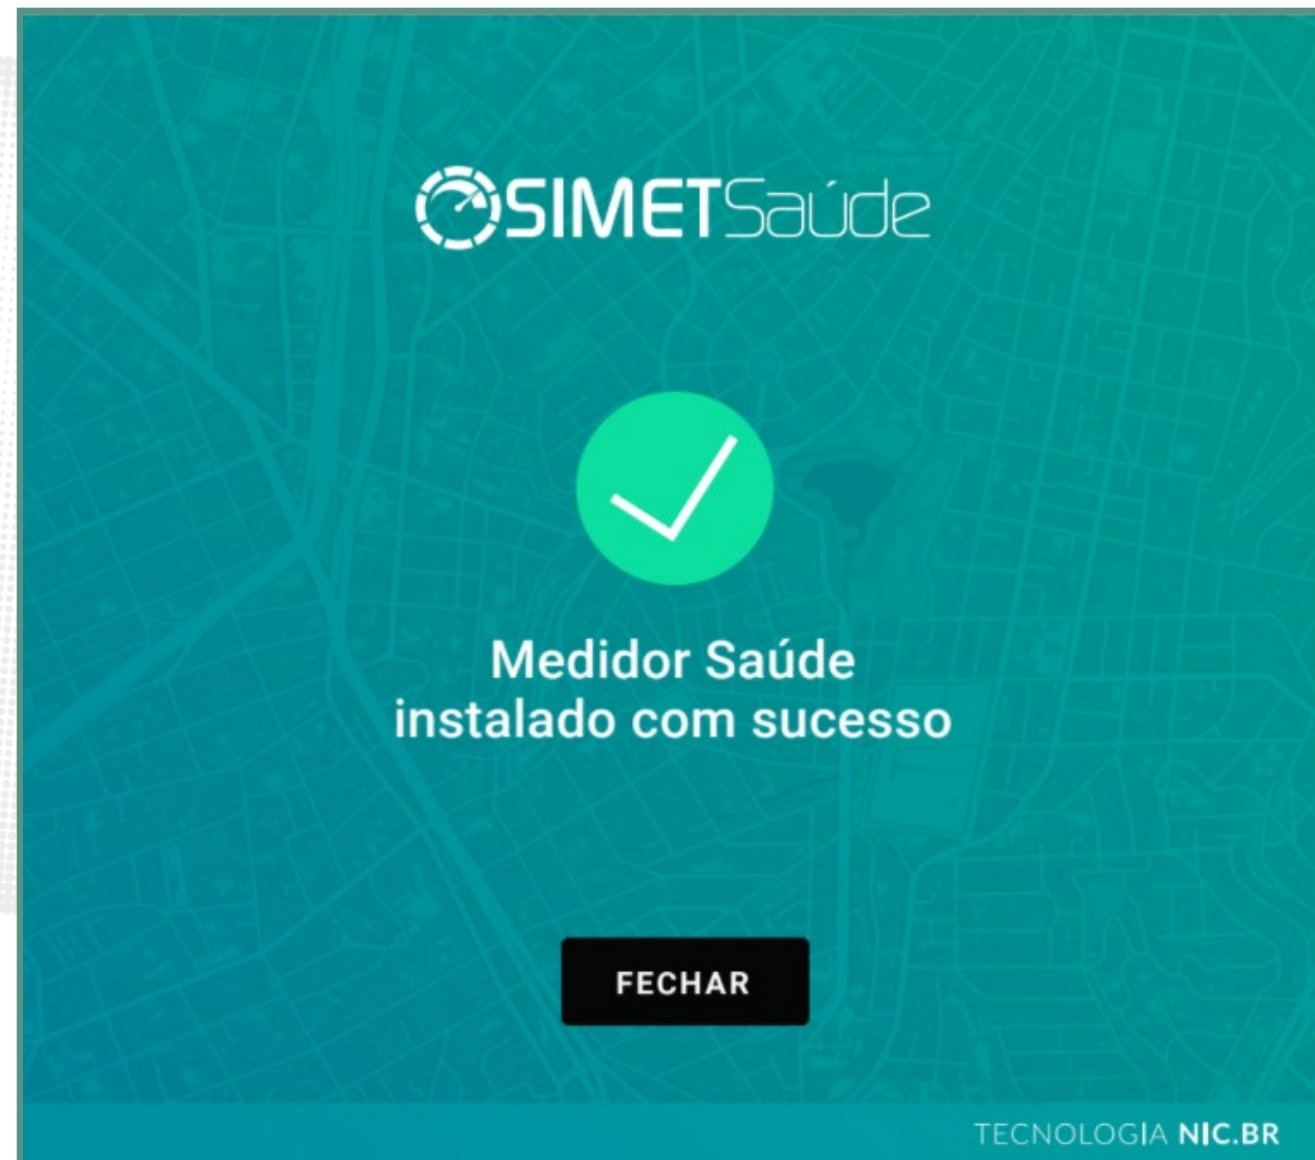 SIMETSaúde
Medidor Saúde
instalado com sucesso
FECHAR
TECNOLOGIA NIC.BR